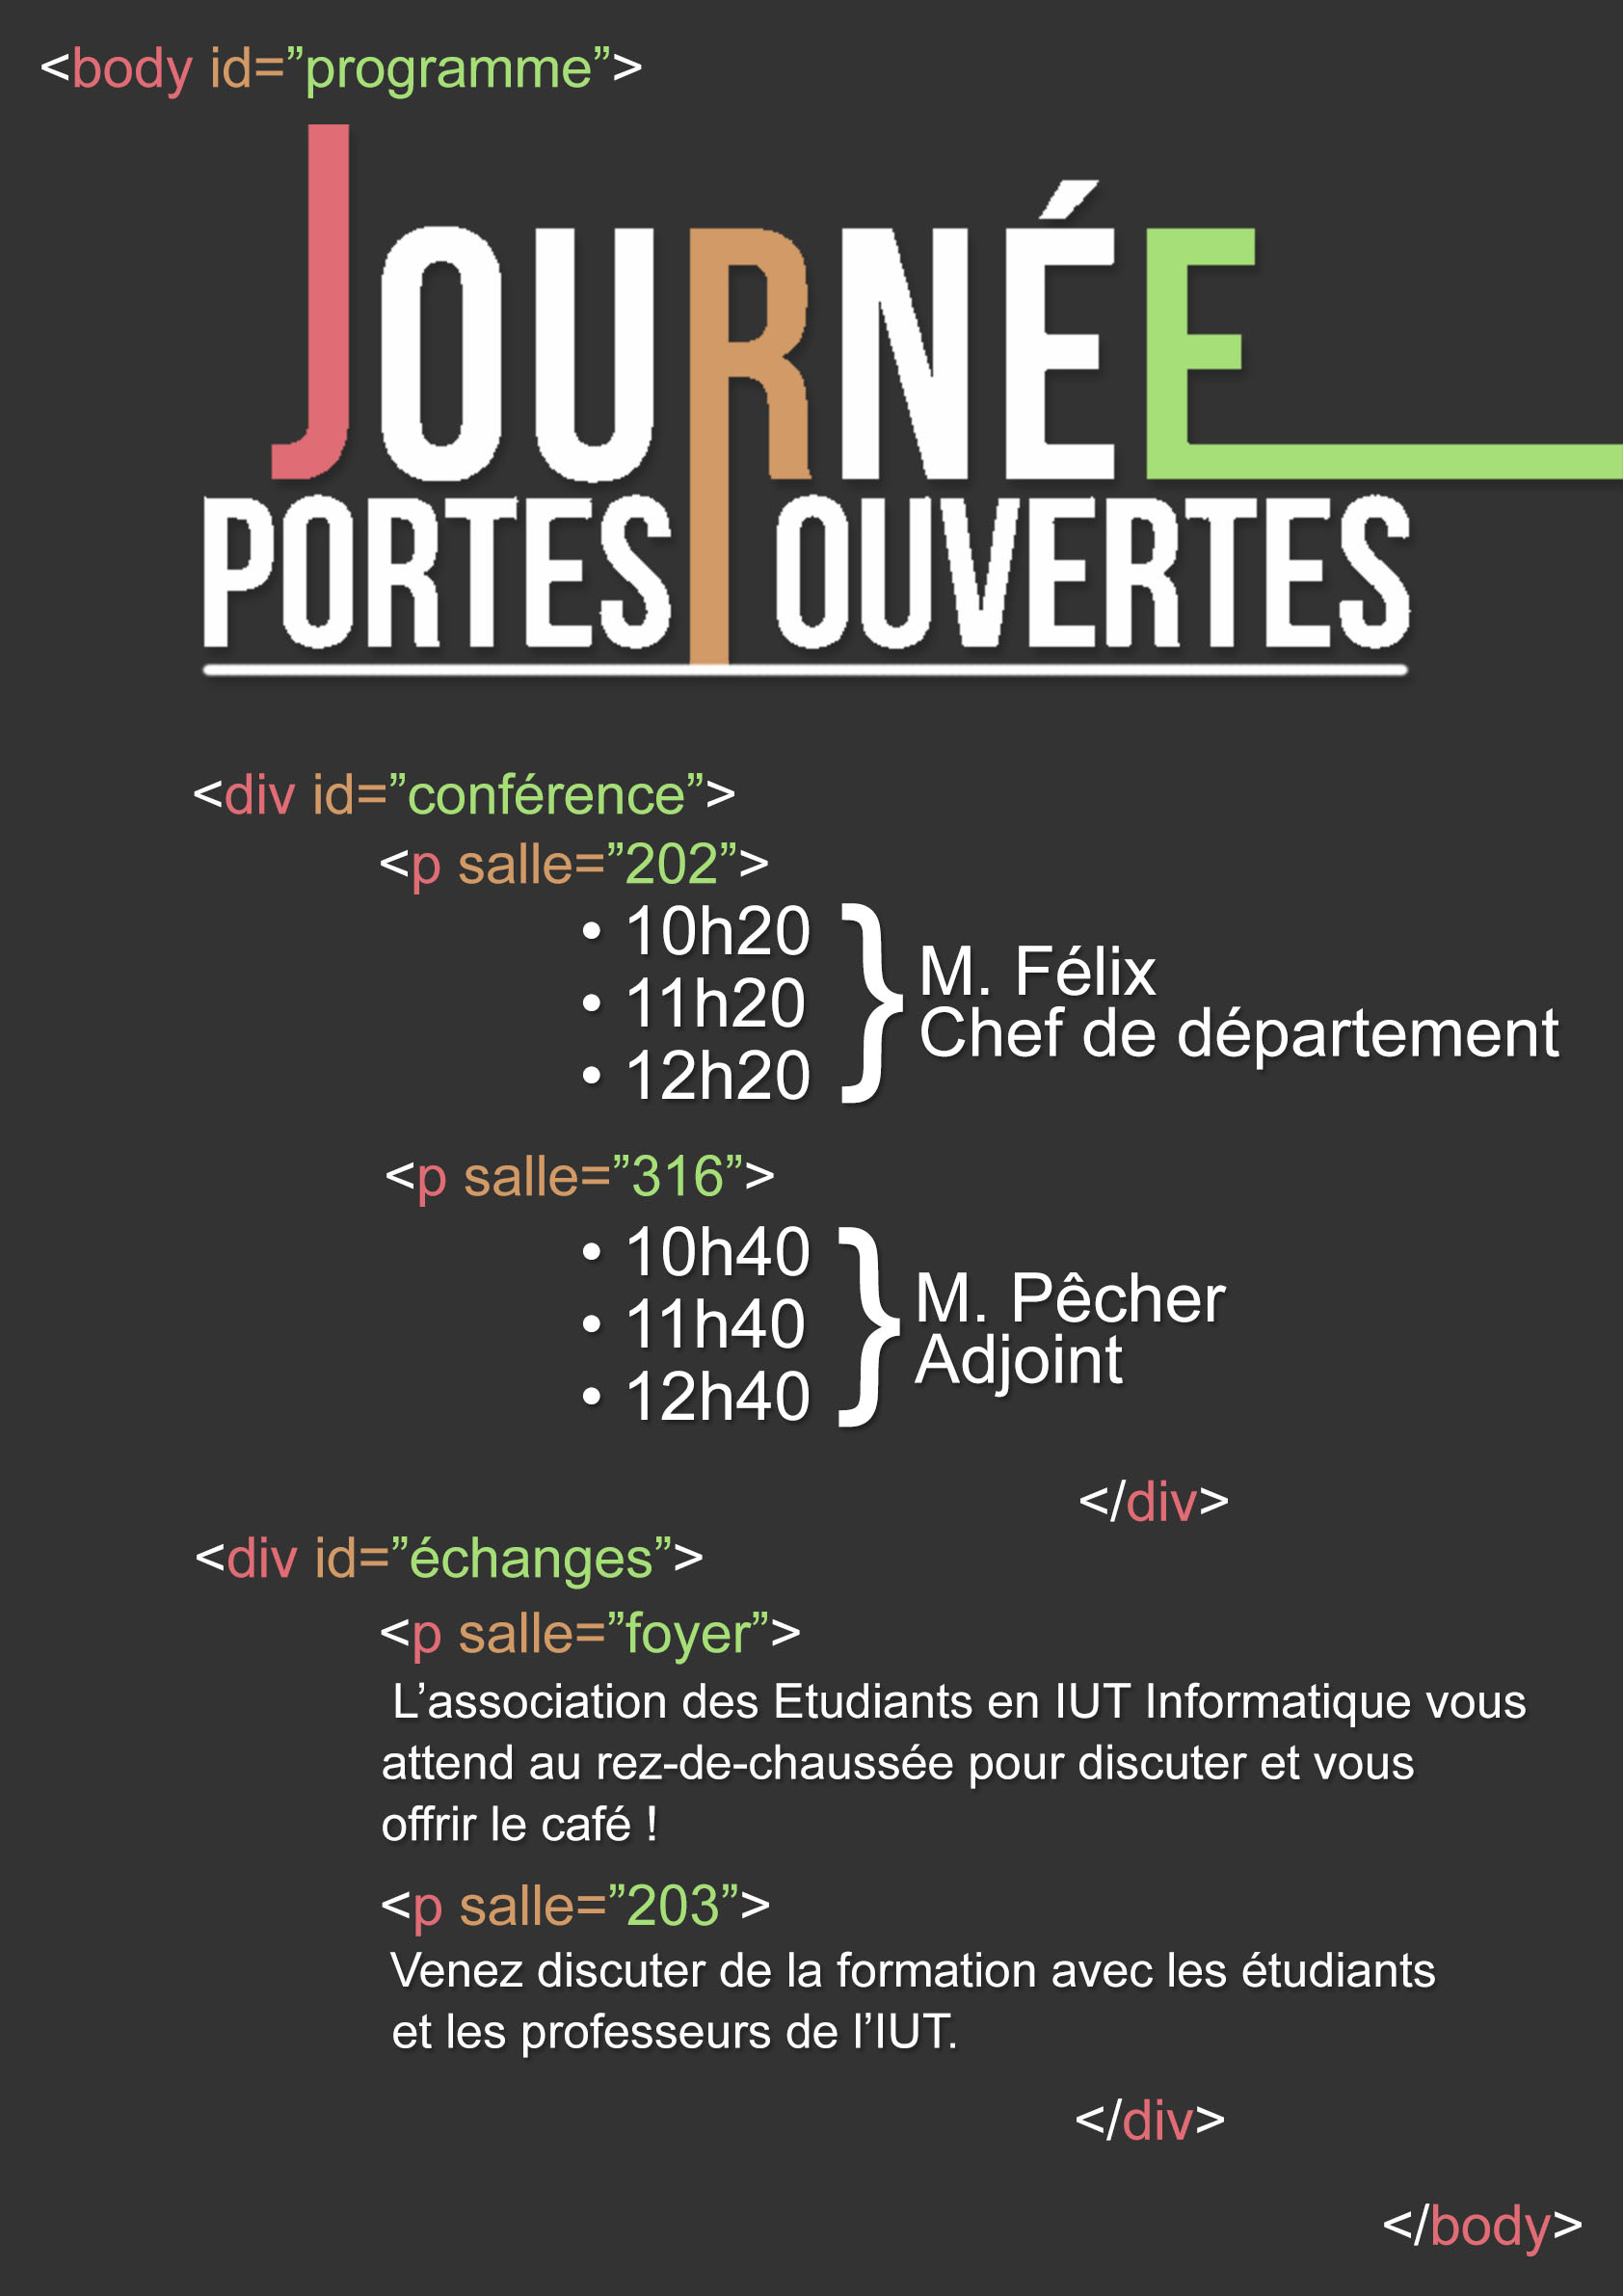 <body id=”programme”>
JOURNÉE
PORTES OUVERTES
<div id=”conférence”>
<p salle=”202”>
• 10h20
• 11h20
• 12h20
} M. Félix
Chef de département
<p salle=”316”>
• 10h40
• 11h40
• 12h40
} M. Pêcher
Adjoint
</div>
<div id=”échanges”>
<p salle=”foyer”>
L’association des Etudiants en IUT Informatique vous
attend au rez-de-chaussée pour discuter et vous
offrir le café !
<p salle=”203”>
Venez discuter de la formation avec les étudiants
et les professeurs de l’IUT.
</div>
</body>